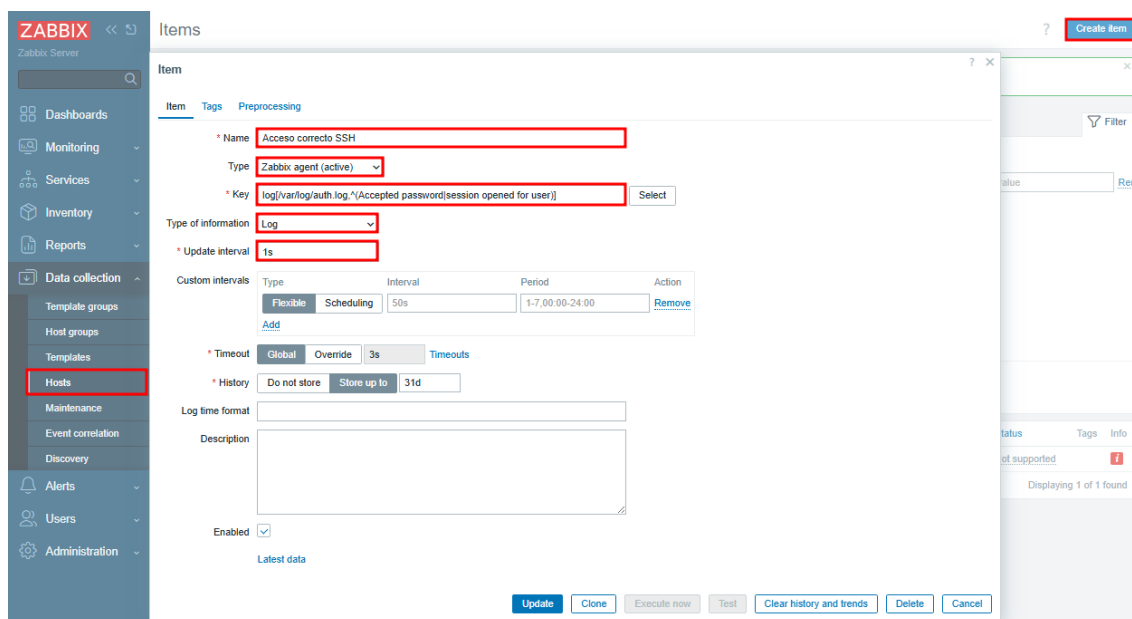 ZABBIX
Zabbix Server
Dashboards
Monitoring
Services
Inventory
Reports
Data collection
Template groups
Host groups
Templates
Hosts
Maintenance
Event correlation
Discovery
Alerts
Users
Administration
Items
? Create item
Item ? ×
Item Tags Preprocessing
* Name Acceso correcto SSH
Type Zabbix agent (active)
* Key log[/var/log/auth.log,^(Accepted password|session opened for user)] Select
Type of information Log
* Update interval 1s
Custom intervals Type Interval Period Action
Flexible Scheduling 50s 1-7,00:00-24:00 Remove
Add
* Timeout Global Override 3s Timeouts
* History Do not store Store up to 31d
Log time format
Description
Enabled
Latest data
Update Clone Execute now Test Clear history and trends Delete Cancel
×
Filter
alue Re
tatus Tags Info
ot supported i
Displaying 1 of 1 found